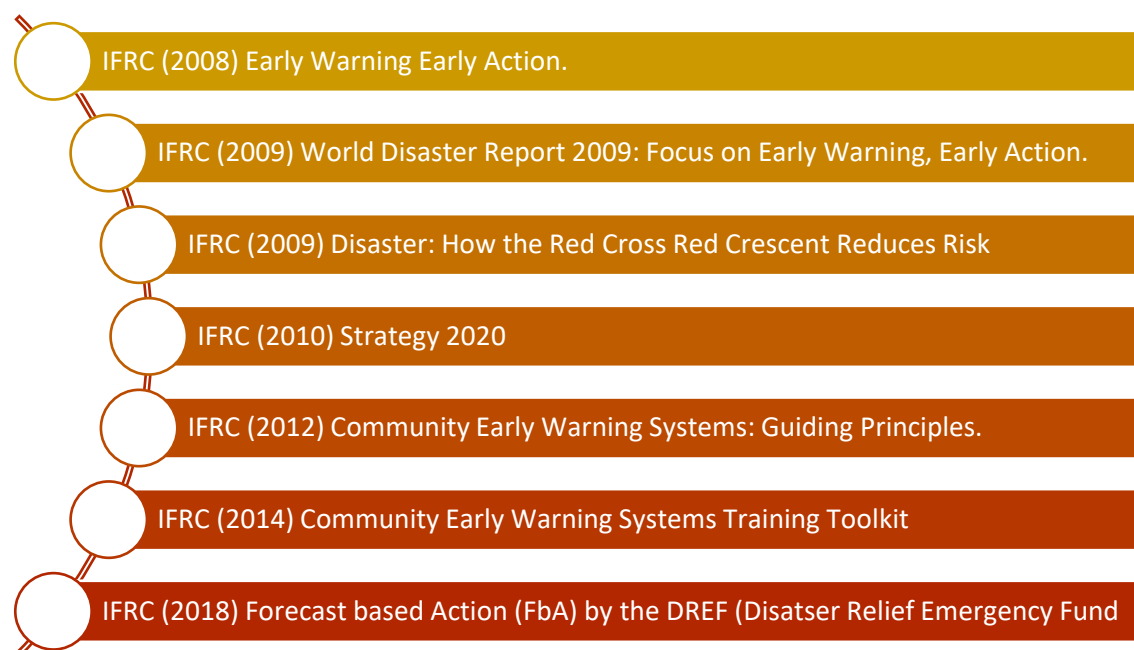 IFRC (2008) Early Warning Early Action.
IFRC (2009) World Disaster Report 2009: Focus on Early Warning, Early Action.
IFRC (2009) Disaster: How the Red Cross Red Crescent Reduces Risk
IFRC (2010) Strategy 2020
IFRC (2012) Community Early Warning Systems: Guiding Principles.
IFRC (2014) Community Early Warning Systems Training Toolkit
IFRC (2018) Forecast based Action (FbA) by the DREF (Disatser Relief Emergency Fund